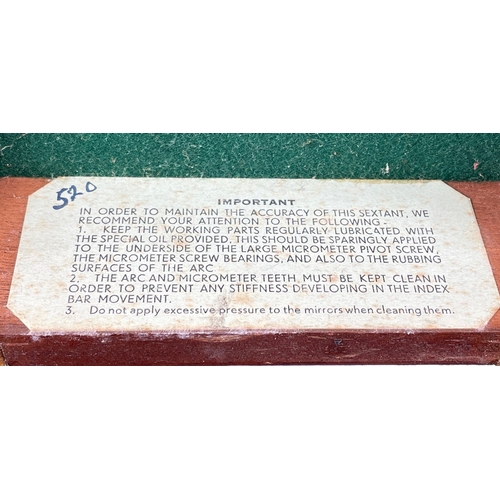 520
IMPORTANT
IN ORDER TO MAINTAIN THE ACCURACY OF THIS SEXTANT, WE
RECOMMEND YOUR ATTENTION TO THE FOLLOWING -
1. KEEP THE WORKING PARTS REGULARLY LUBRICATED WITH
THE SPECIAL OIL PROVIDED, THIS SHOULD BE SPARINGLY APPLIED
TO THE UNDERSIDE OF THE LARGE MICROMETER PIVOT SCREW,
THE MICROMETER SCREW BEARINGS, AND ALSO TO THE RUBBING
SURFACES OF THE ARC
2. THE ARC AND MICROMETER TEETH, MUST BE KEPT CLEAN IN
ORDER TO PREVENT ANY STIFFNESS DEVELOPING IN THE INDEX
BAR MOVEMENT.
3. Do not apply excessive pressure to the mirrors when cleaning them.